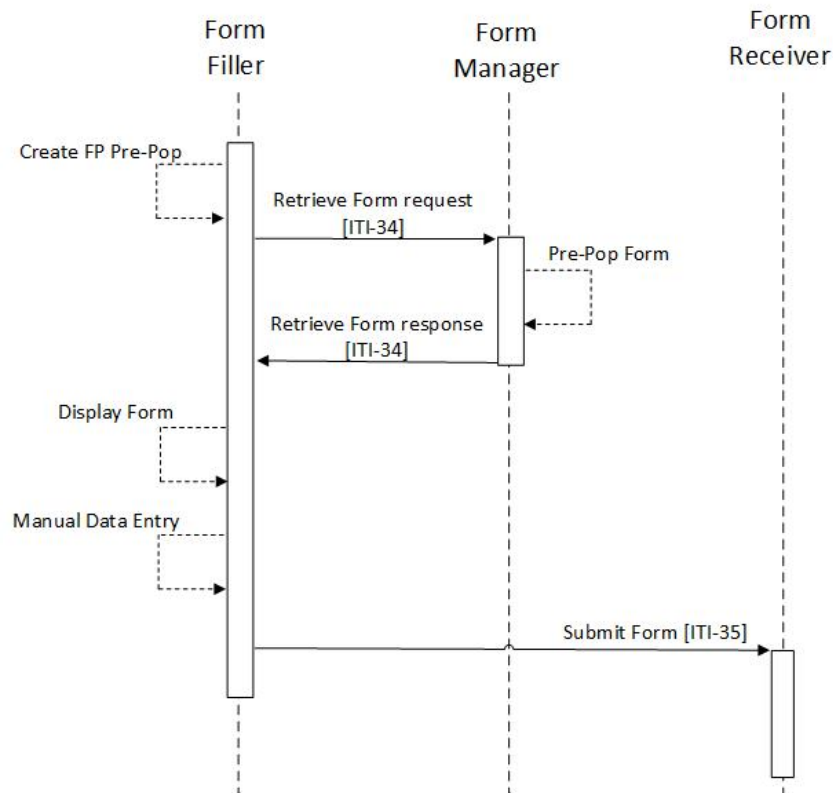 Form
Filler
Form
Manager
Form
Receiver
Create FP Pre-Pop
Retrieve Form request
[ITI-34]
Pre-Pop Form
Retrieve Form response
[ITI-34]
Display Form
Manual Data Entry
Submit Form [ITI-35]